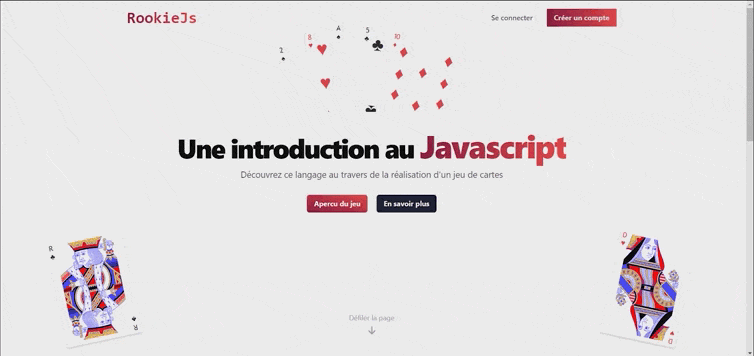 RookieJs
Se connecter
Créer un compte
2
8
A
5
10
Une introduction au Javascript
Découvrez ce langage au travers de la réalisation d'un jeu de cartes
Aperçu du jeu
En savoir plus
R
R
D
D
Défiler la page